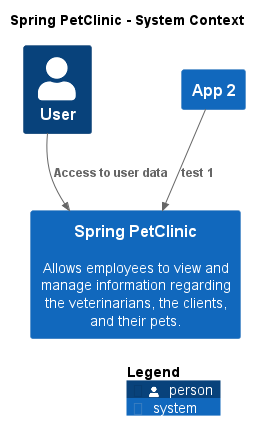 Spring PetClinic - System Context
User
App 2
Access to user data
test 1
Spring PetClinic
Allows employees to view and
manage information regarding
the veterinarians, the clients,
and their pets.
Legend
person
system